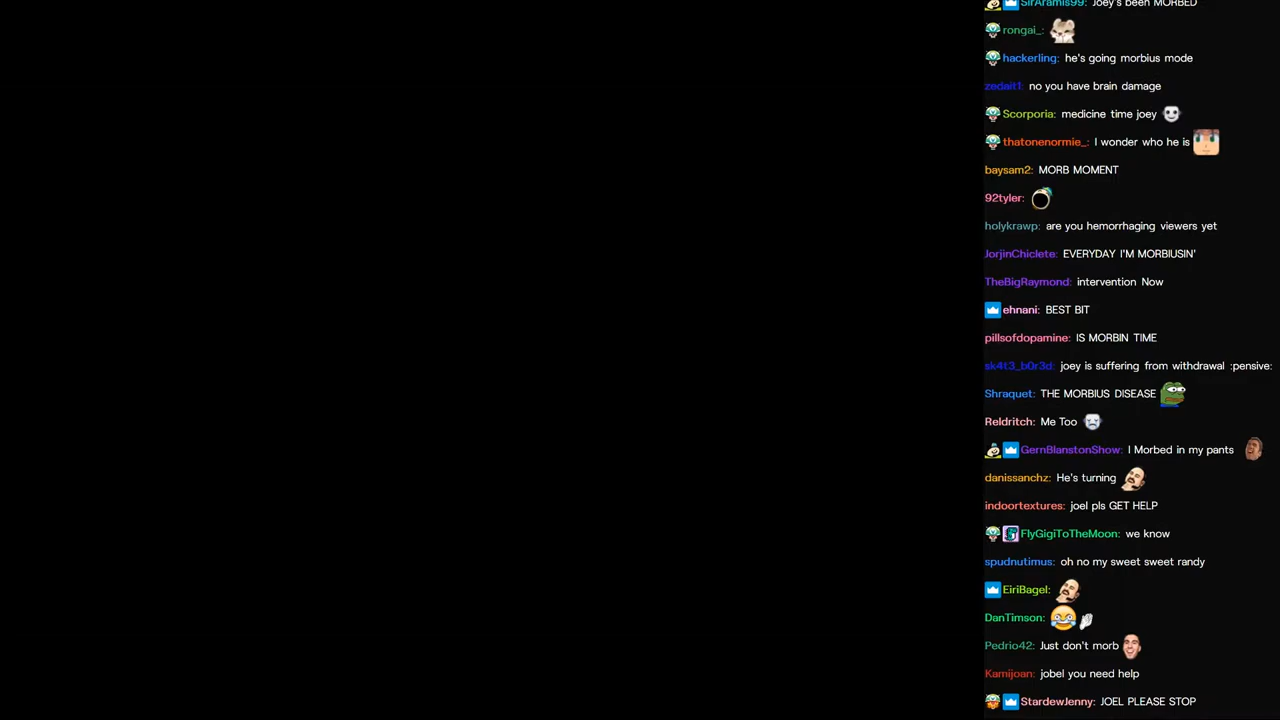 SirAramis99: Joey's been MORBED
rongai_:
hackerling: he's going morbius mode
zedait1: no you have brain damage
Scorporia: medicine time joey
thatonenormie_: I wonder who he is
baysam2: MORB MOMENT
92tyler:
holykrawp: are you hemorrhaging viewers yet
JorjinChiclete: EVERYDAY I'M MORBIUSIN'
TheBigRaymond: intervention Now
ehnani: BEST BIT
pillsofdopamine: IS MORBIN TIME
sk4t3_b0r3d: joey is suffering from withdrawal :pensive:
Shraquet: THE MORBIUS DISEASE
Reldritch: Me Too
GernBlanstonShow: I Morbed in my pants
danissanchz: He's turning
indoortextures: joel pls GET HELP
FlyGigiToTheMoon: we know
spudnutimus: oh no my sweet sweet randy
EiriBagel:
DanTimson:
Pedrio42: Just don't morb
Kamijoan: jobel you need help
StardewJenny: JOEL PLEASE STOP